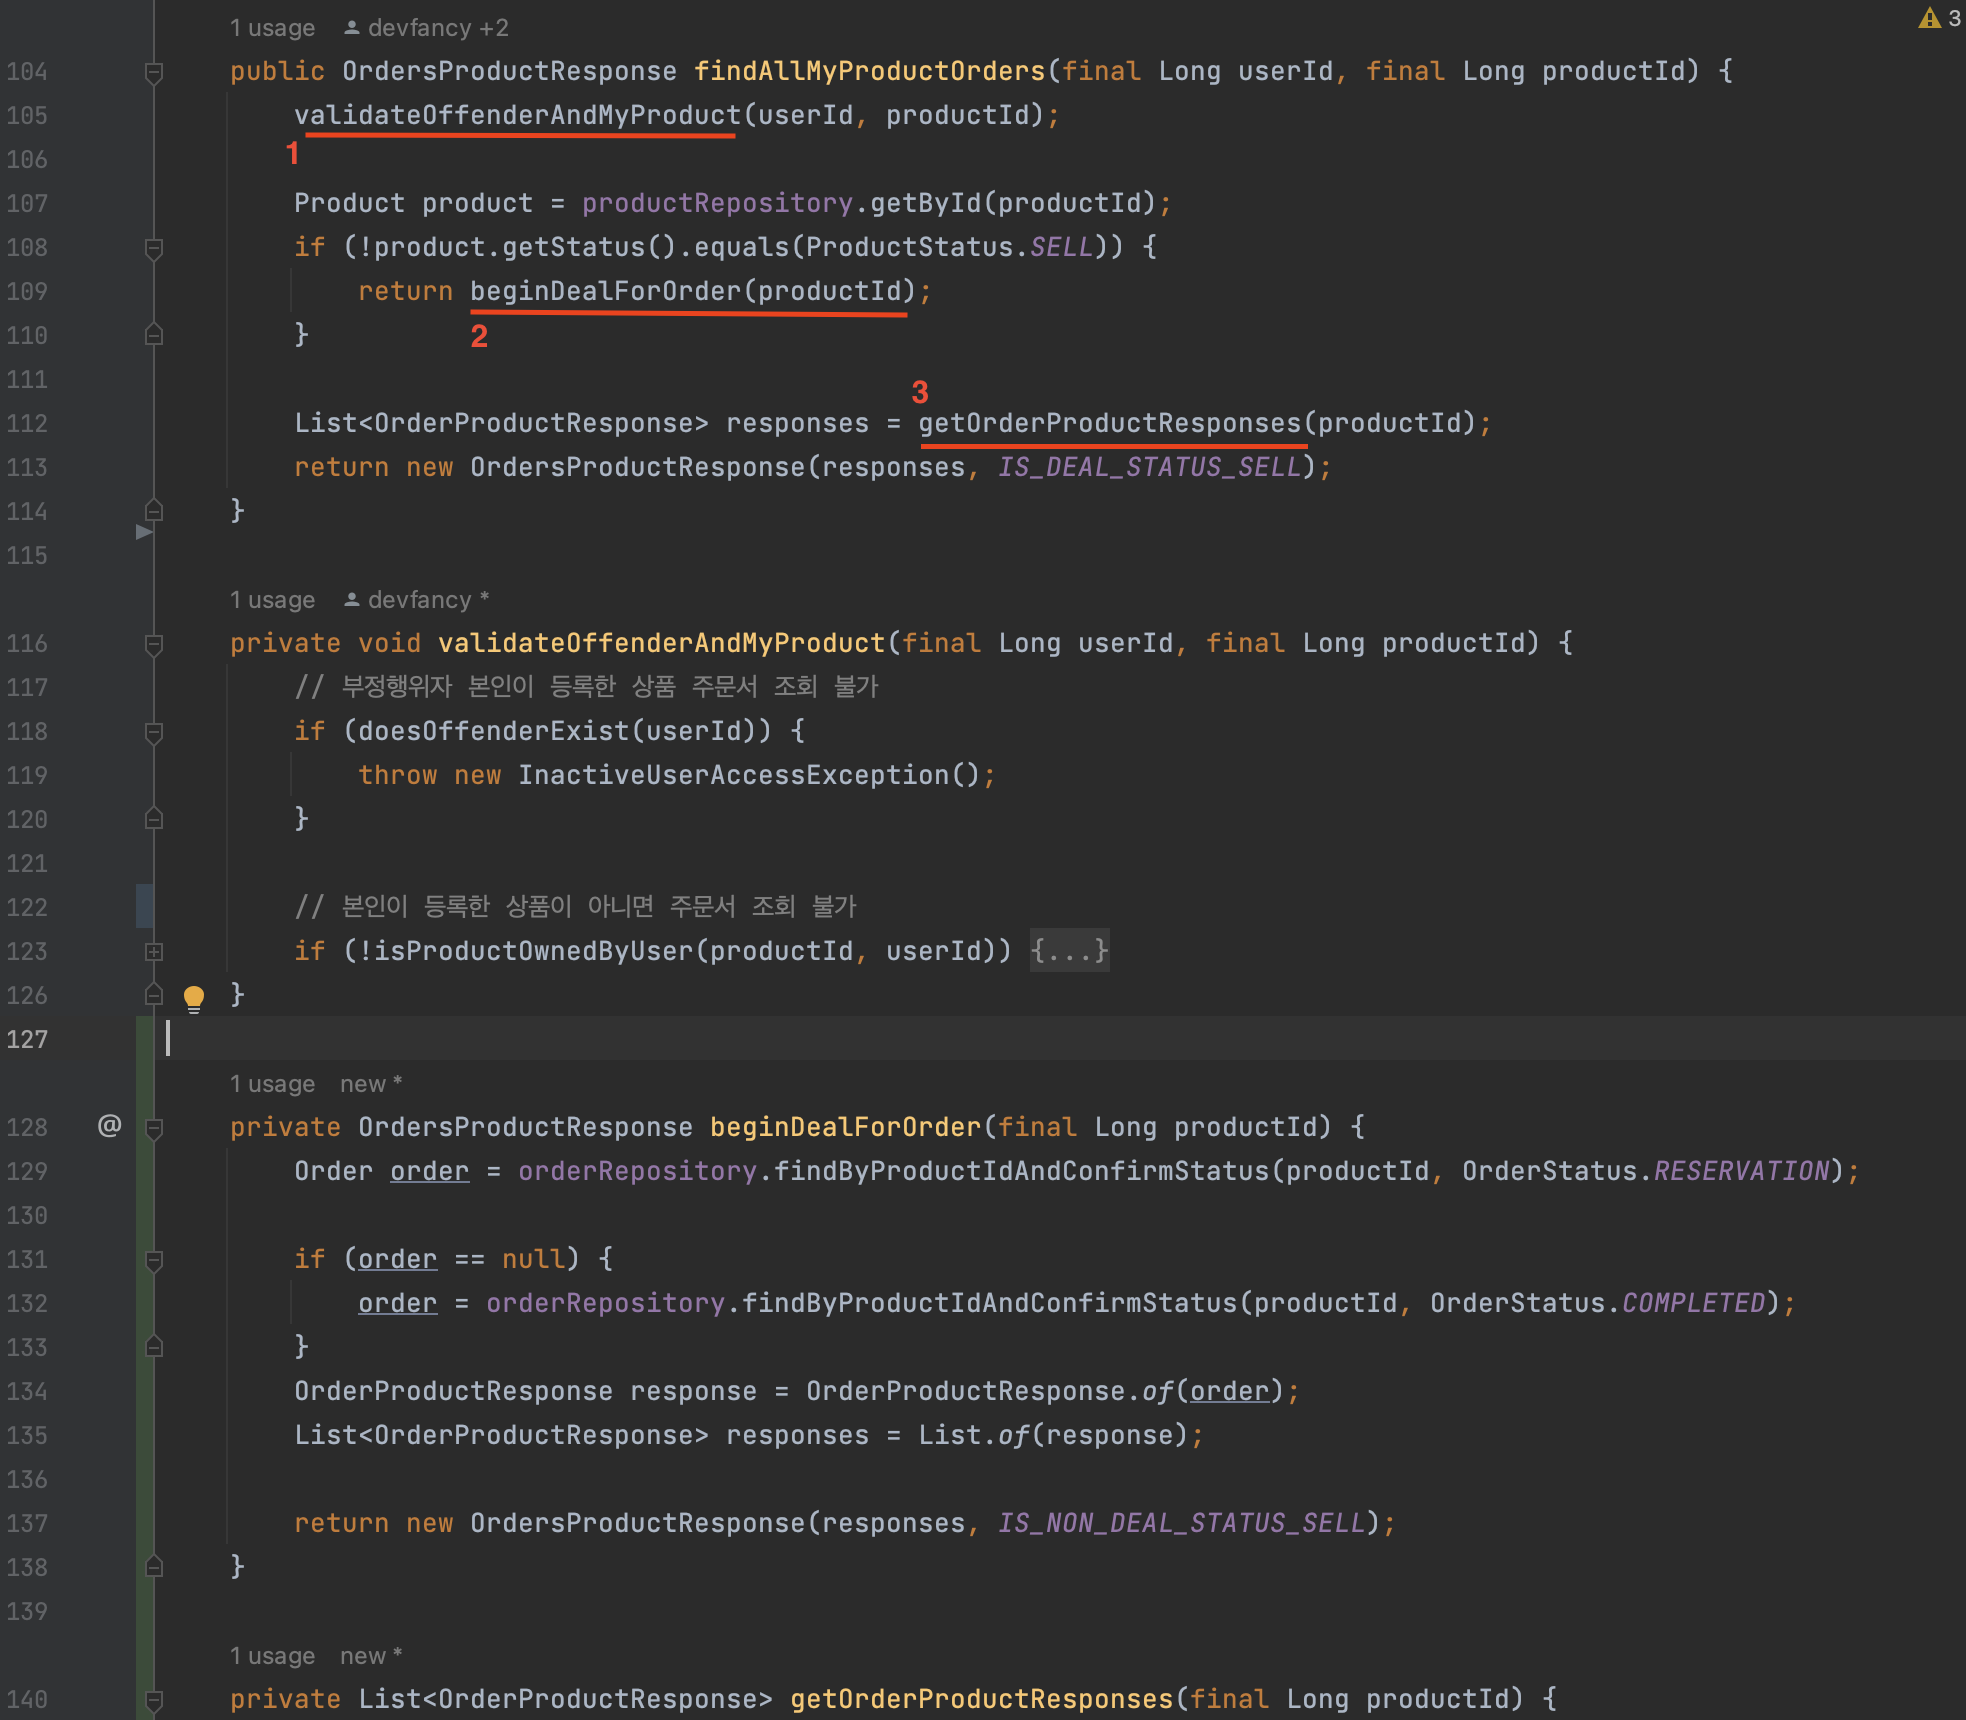 1 usage devfancy +2
3
104 public OrdersProductResponse findAllMyProductOrders(final Long userId, final Long productId) {
105 validateOffenderAndMyProduct(userId, productId);
106
1
107 Product product = productRepository.getById(productId);
108 if (!product.getStatus().equals(ProductStatus.SELL)) {
109 return beginDealForOrder(productId);
110 }
2
111
3
112 List<OrderProductResponse> responses = getOrderProductResponses(productId);
113 return new OrdersProductResponse(responses, IS_DEAL_STATUS_SELL);
114 }
115
1 usage devfancy *
116 private void validateOffenderAndMyProduct(final Long userId, final Long productId) {
117 // 부정행위자 본인이 등록한 상품 주문서 조회 불가
118 if (doesOffenderExist(userId)) {
119 throw new InactiveUserAccessException();
120 }
121
122 // 본인이 등록한 상품이 아니면 주문서 조회 불가
123 if (!isProductOwnedByUser(productId, userId)) {...}
126 }
127
1 usage new *
128 @ private OrdersProductResponse beginDealForOrder(final Long productId) {
129 Order order = orderRepository.findByProductIdAndConfirmStatus(productId, OrderStatus.RESERVATION);
130
131 if (order == null) {
132 order = orderRepository.findByProductIdAndConfirmStatus(productId, OrderStatus.COMPLETED);
133 }
134 OrderProductResponse response = OrderProductResponse.of(order);
135 List<OrderProductResponse> responses = List.of(response);
136
137 return new OrdersProductResponse(responses, IS_NON_DEAL_STATUS_SELL);
138 }
139
1 usage new *
140 private List<OrderProductResponse> getOrderProductResponses(final Long productId) {